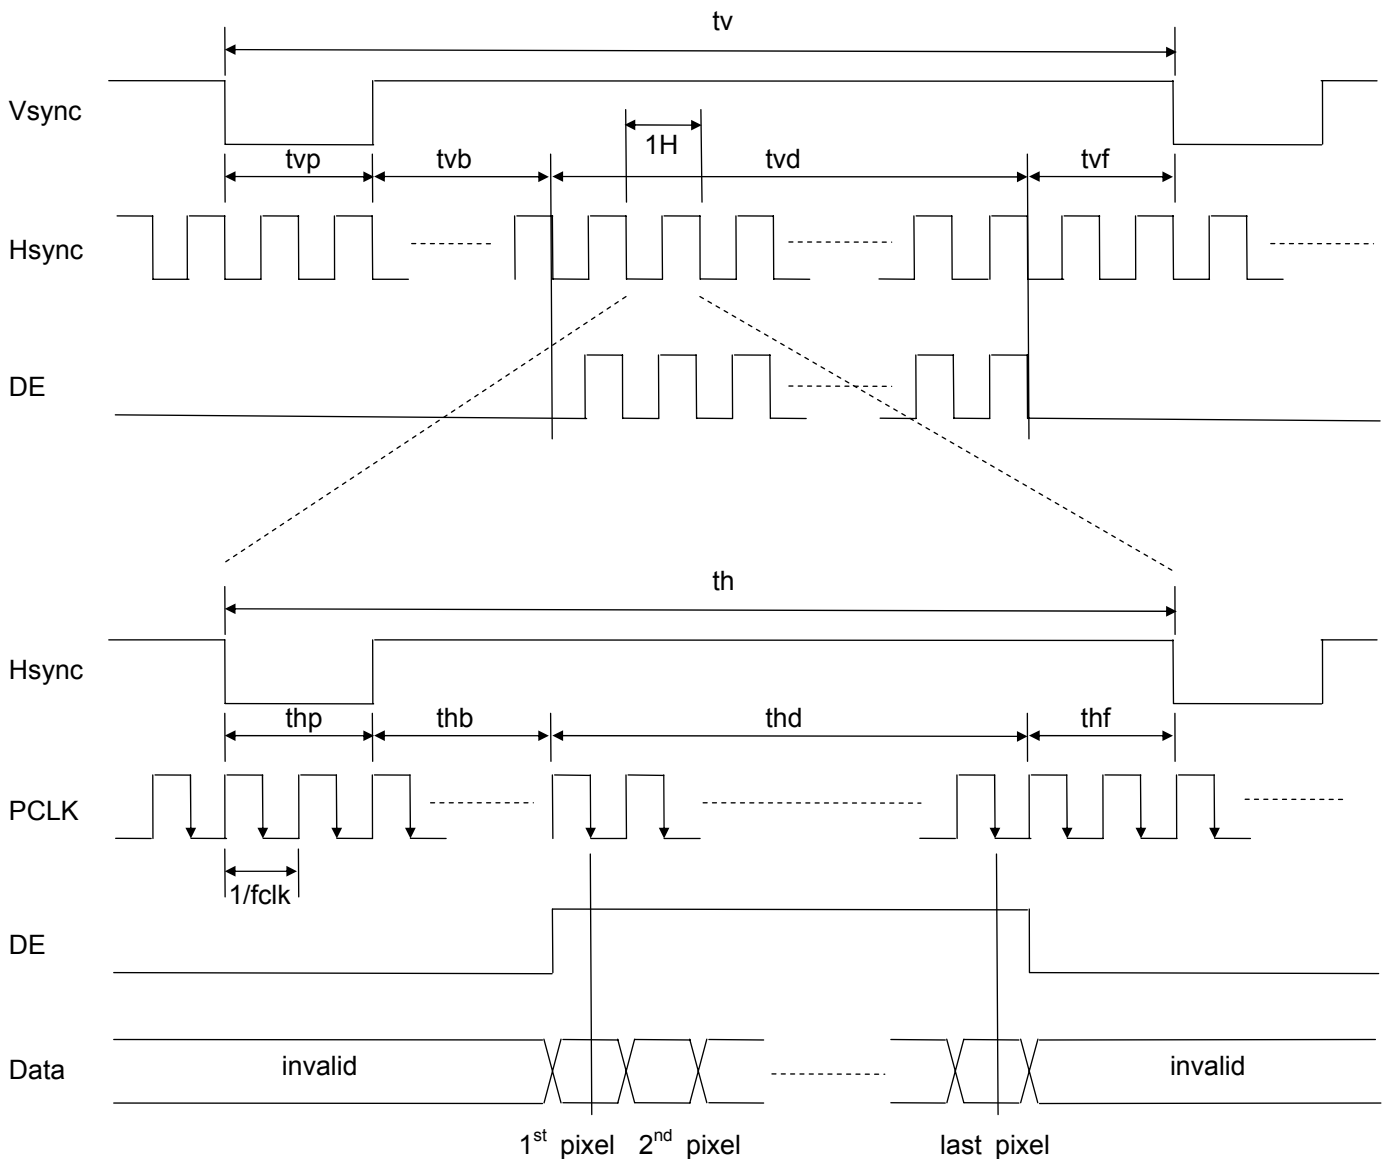 tv
Vsync
1H
tvp tvb tvd tvf
Hsync
DE
th
Hsync
thp thb thd thf
PCLK
1/fclk
DE
Data invalid invalid
1st pixel 2nd pixel last pixel